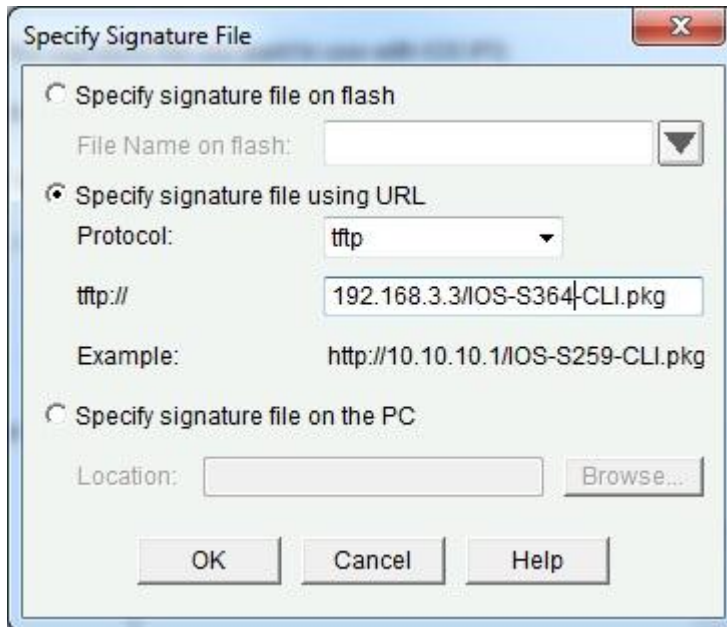 Specify Signature File
Specify signature file on flash
File Name on flash:
Specify signature file using URL
Protocol: tftp
tftp:// 192.168.3.3/IOS-S364-CLI.pkg
Example: http://10.10.10.1/IOS-S259-CLI.pkg
Specify signature file on the PC
Location: Browse...
OK Cancel Help